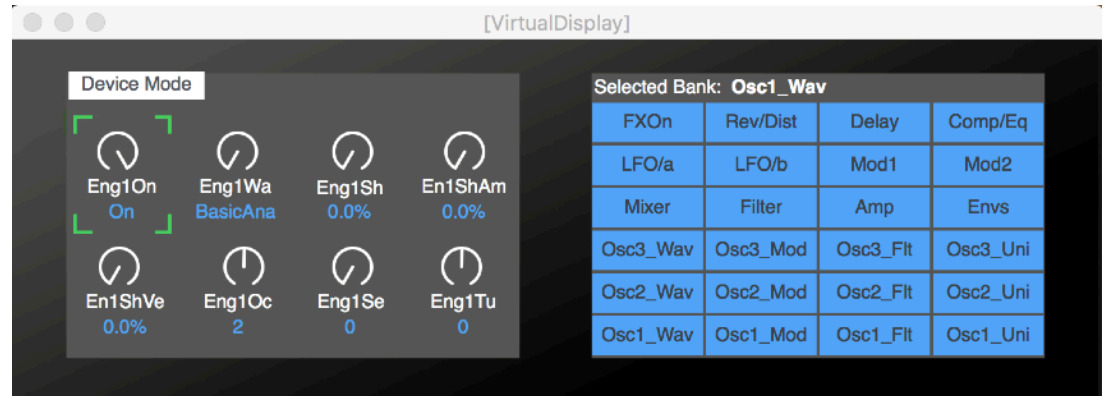 [VirtualDisplay]
Device Mode
Eng1On Eng1Wa Eng1Sh En1ShAm
On BasicAna 0.0% 0.0%
En1ShVe Eng1Oc Eng1Se Eng1Tu
0.0% 2 0 0
Selected Bank: Osc1_Wav
FXOn Rev/Dist Delay Comp/Eq
LFO/a LFO/b Mod1 Mod2
Mixer Filter Amp Envs
Osc3_Wav Osc3_Mod Osc3_Flt Osc3_Uni
Osc2_Wav Osc2_Mod Osc2_Flt Osc2_Uni
Osc1_Wav Osc1_Mod Osc1_Flt Osc1_Uni